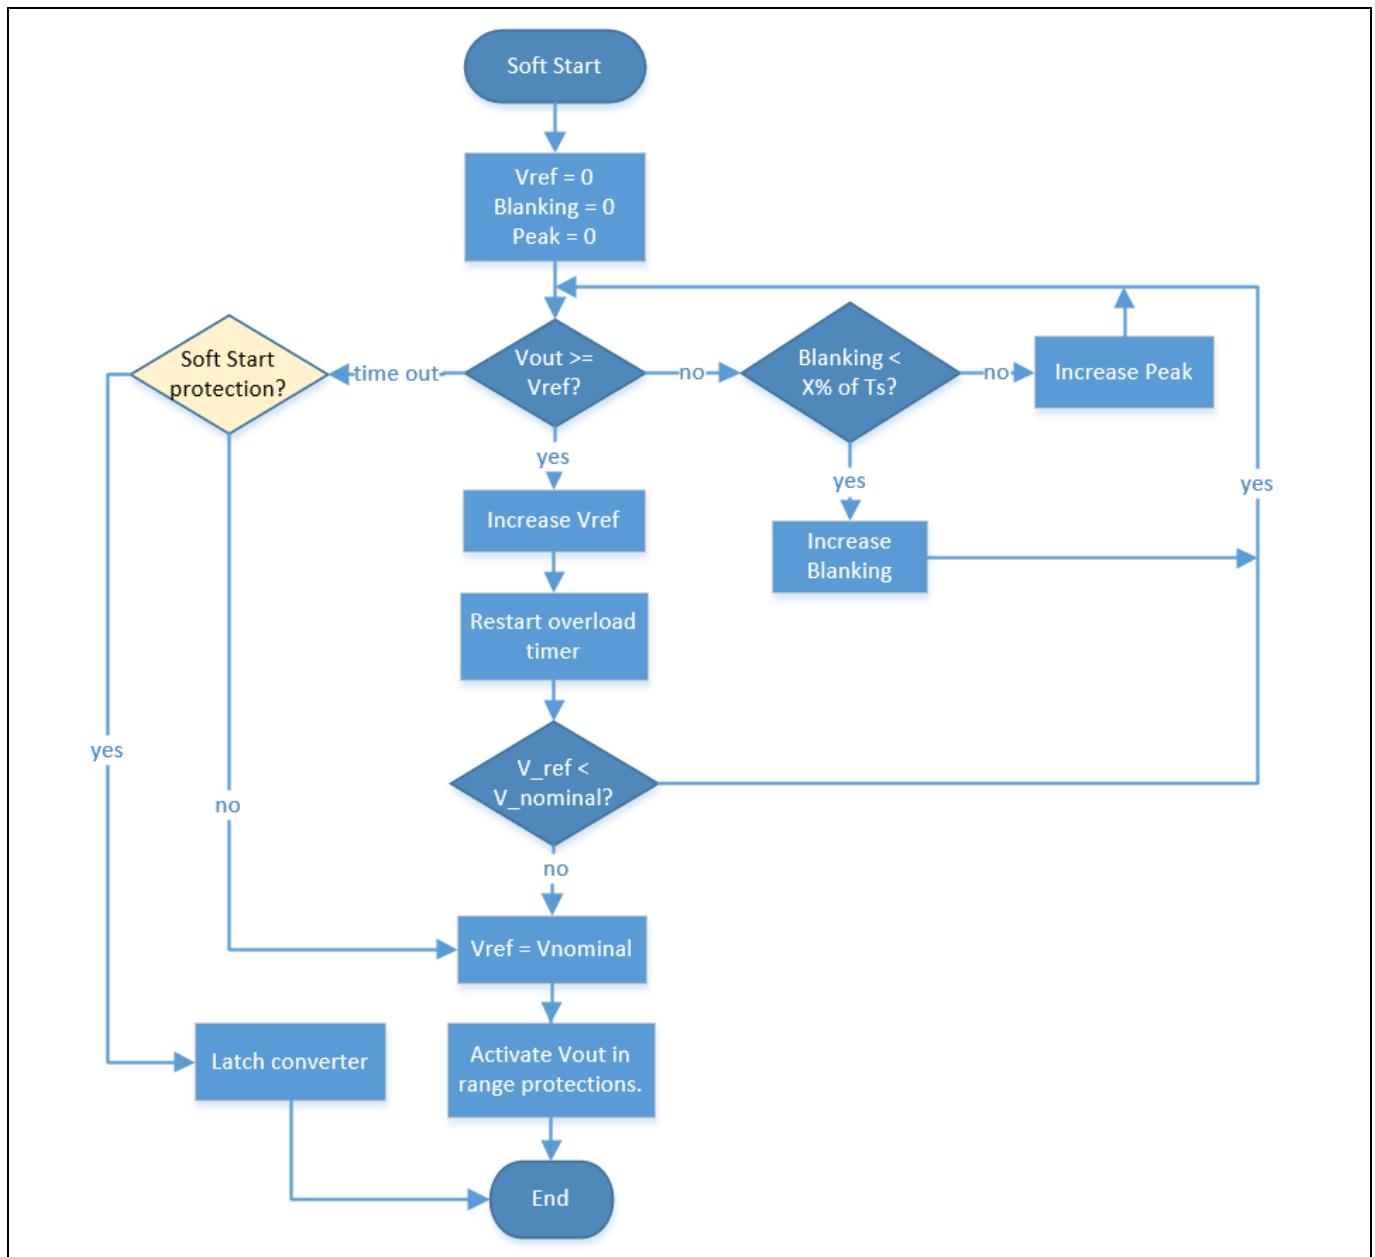 Soft Start
Vref = 0
Blanking = 0
Peak = 0
Soft Start
protection?
time out
Vout >=
Vref?
no
Blanking <
X% of Ts?
no
Increase Peak
yes
yes
yes
Increase Vref
Increase
Blanking
Restart overload
timer
yes
V_ref <
V_nominal?
no
no
Vref = Vnominal
Latch converter
Activate Vout in
range protections.
End